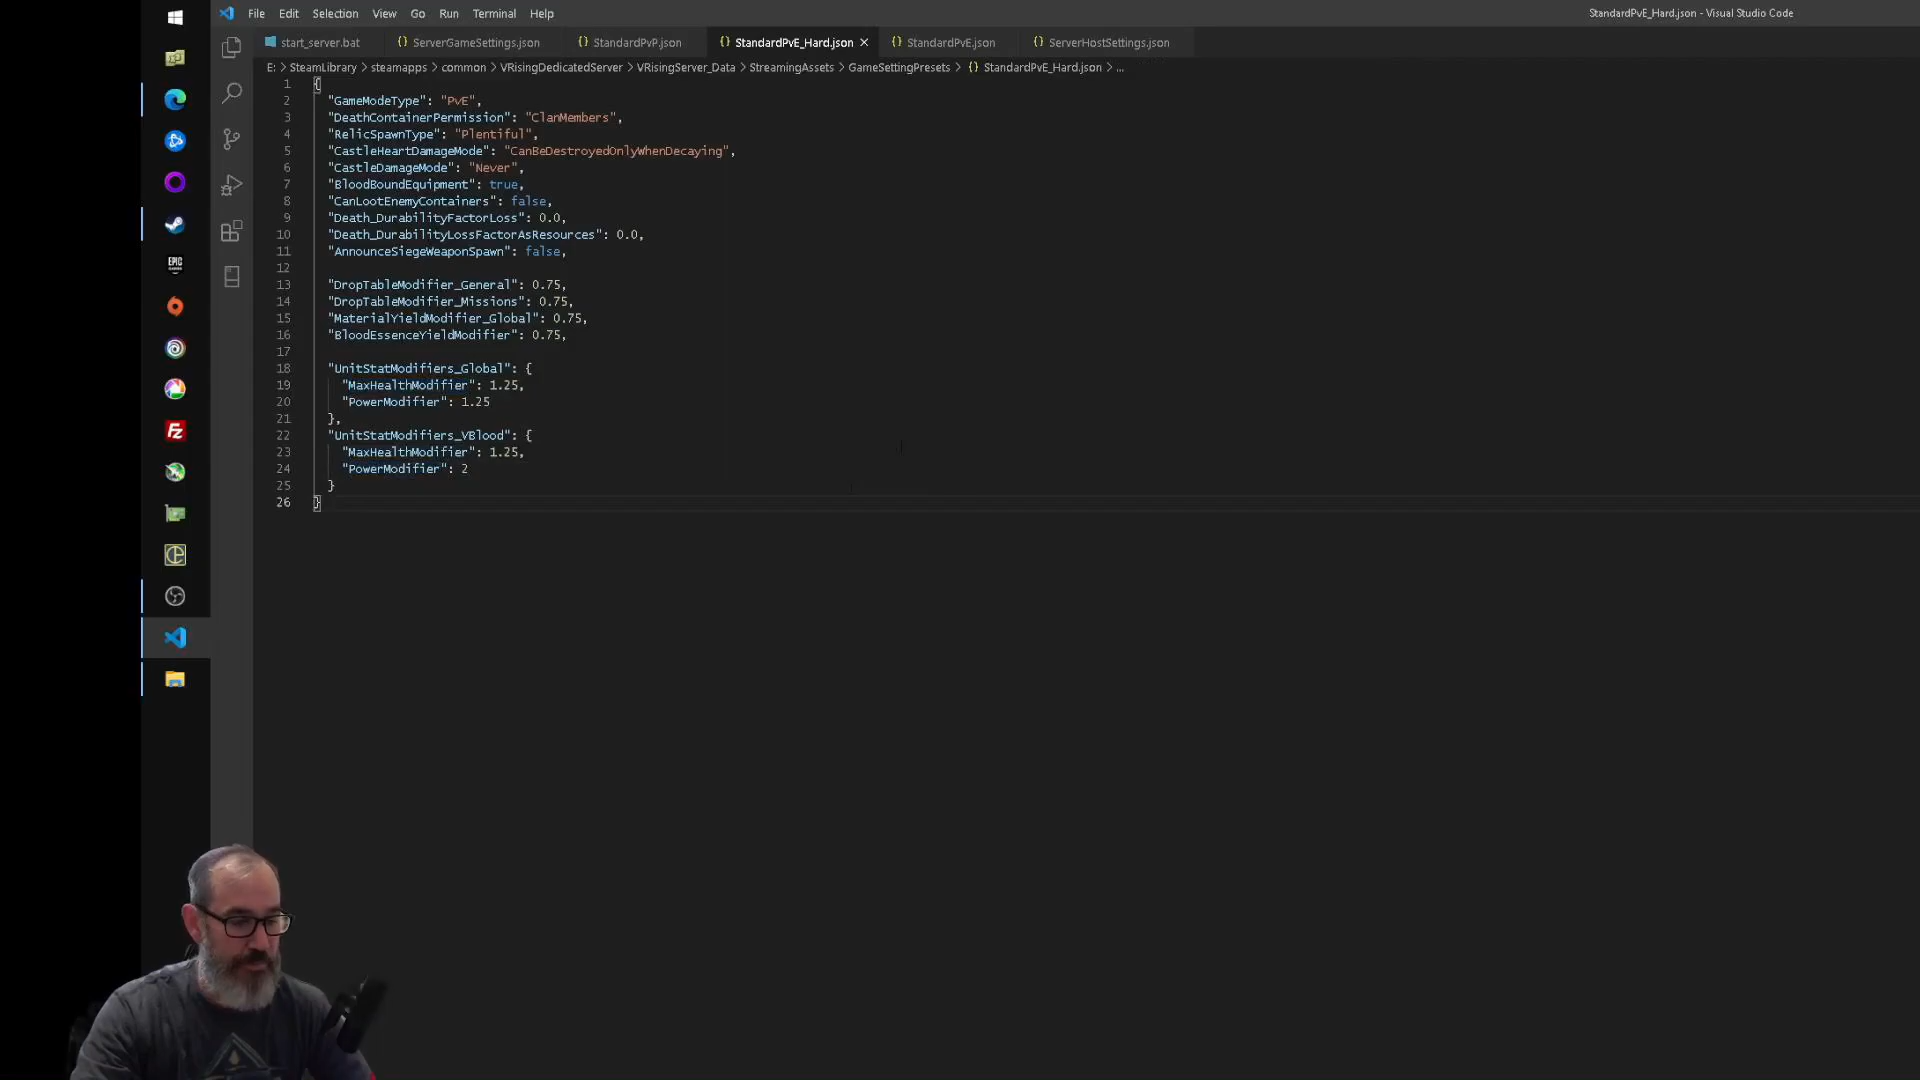 File Edit Selection View Go Run Terminal Help
StandardPvE_Hard.json - Visual Studio Code
start_server.bat
{} ServerGameSettings.json
{} StandardPvP.json
{} StandardPvE_Hard.json ×
{} StandardPvE.json
{} ServerHostSettings.json
E: > SteamLibrary > steamapps > common > VRisingDedicatedServer > VRisingServer_Data > StreamingAssets > GameSettingPresets > {} StandardPvE_Hard.json > ...
1 {
2 "GameModeType": "PvE",
3 "DeathContainerPermission": "ClanMembers",
4 "RelicSpawnType": "Plentiful",
5 "CastleHeartDamageMode": "CanBeDestroyedOnlyWhenDecaying",
6 "CastleDamageMode": "Never",
7 "BloodBoundEquipment": true,
8 "CanLootEnemyContainers": false,
9 "Death_DurabilityFactorLoss": 0.0,
10 "Death_DurabilityLossFactorAsResources": 0.0,
11 "AnnounceSiegeWeaponSpawn": false,
12
13 "DropTableModifier_General": 0.75,
14 "DropTableModifier_Missions": 0.75,
15 "MaterialYieldModifier_Global": 0.75,
16 "BloodEssenceYieldModifier": 0.75,
17
18 "UnitStatModifiers_Global": {
19 "MaxHealthModifier": 1.25,
20 "PowerModifier": 1.25
21 },
22 "UnitStatModifiers_VBlood": {
23 "MaxHealthModifier": 1.25,
24 "PowerModifier": 2
25 }
26 }
EPIC GAMES
FZ